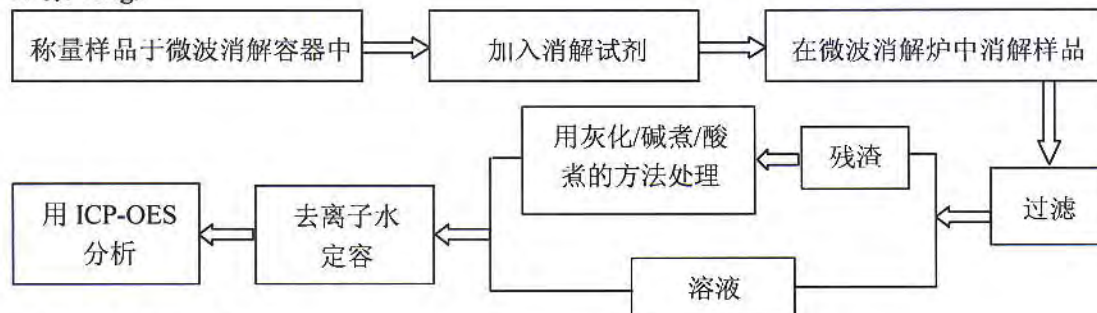 称量样品于微波消解容器中
加入消解试剂
在微波消解炉中消解样品
过滤
残渣
用灰化/碱煮/酸
煮的方法处理
溶液
去离子水
定容
用 ICP-OES
分析